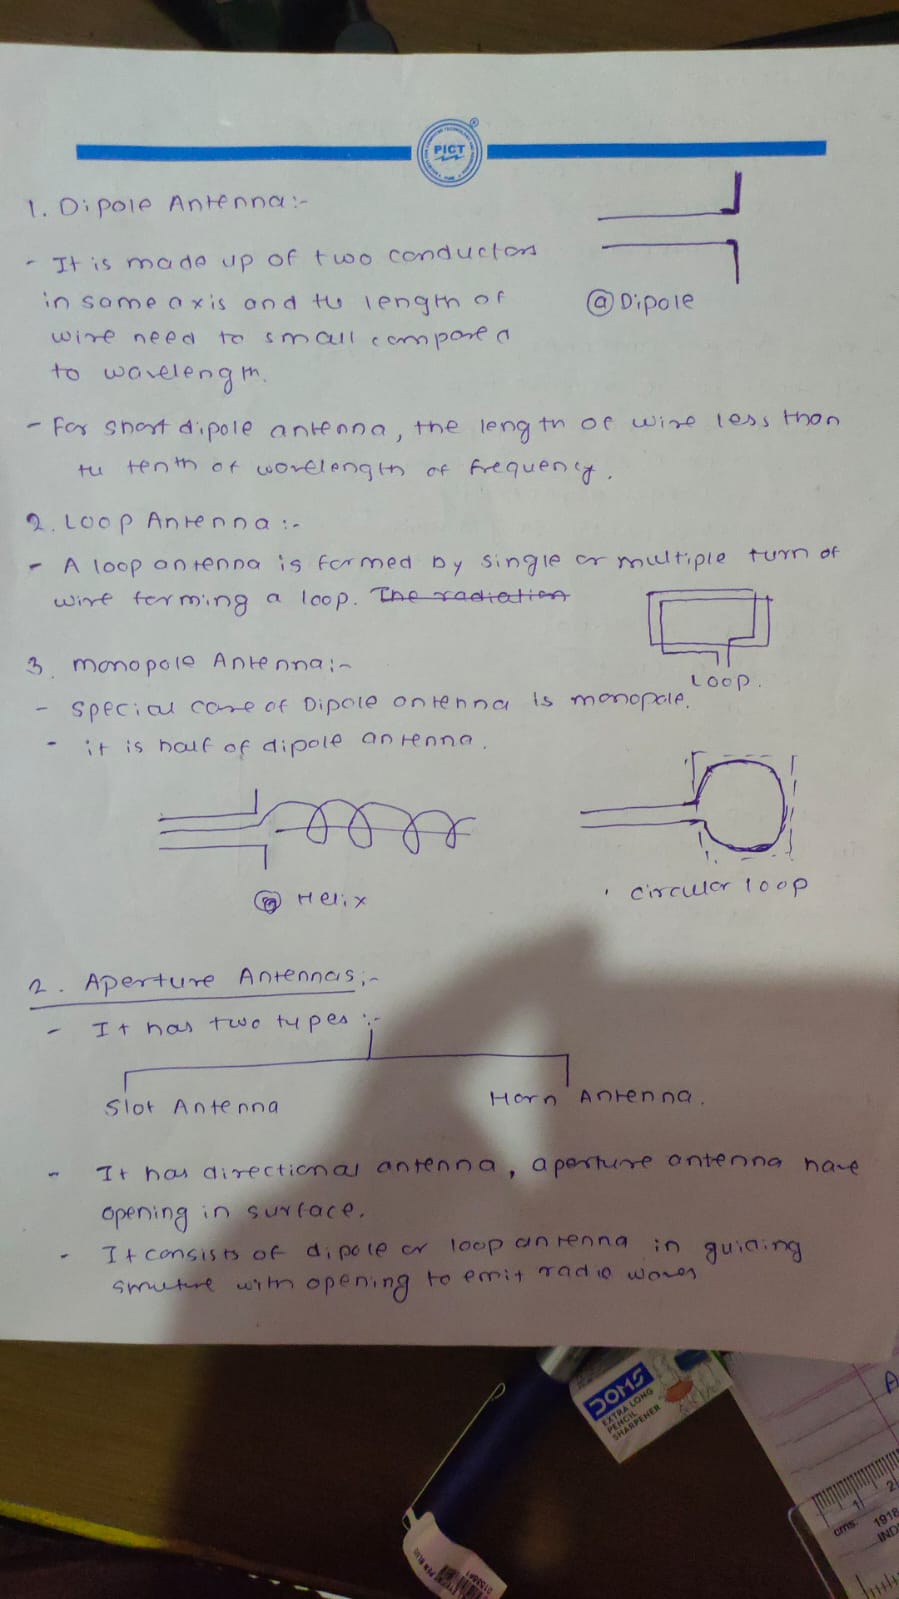 PICT
1. Dipole Antenna:-
- It is made up of two conductors
in same axis and the length of
wire need to small compared
to wavelength.
@ Dipole
- For short dipole antenna, the length of wire less than
the tenth of wavelength of frequency.
2. Loop Antenna :-
- A loop antenna is formed by single or multiple turn of
wire forming a loop. The radiation
Loop.
3. monopole Antenna:-
- special case of Dipole antenna is monopole.
- it is half of dipole antenna.
Helix
circular loop
2. Aperture Antennas:-
- It has two types :-
Slot Antenna
Horn Antenna.
- It has directional antenna, aperture antenna have
opening in surface.
- It consists of dipole or loop antenna in guiding
with opening to emit radio waves
DOMS
EXTRA LONG
PENCIL
SHARPENER
A
1 2
cms. 1918